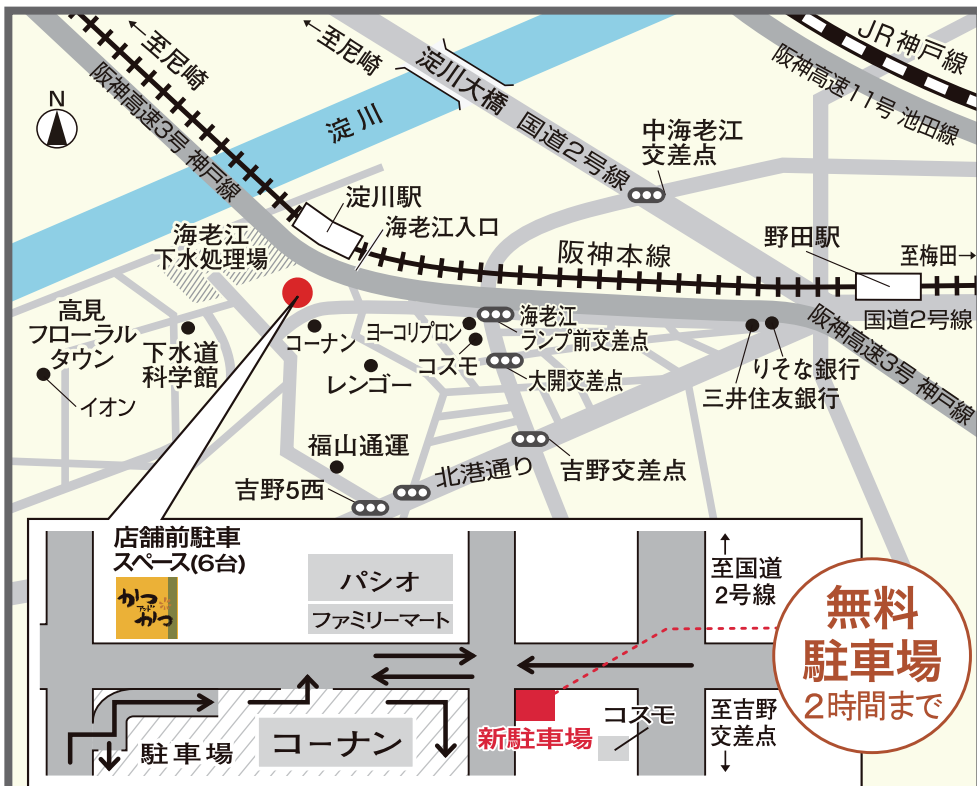 ←至尼崎
←至尼崎
JR神戸線
阪神高速11号 池田線
阪神高速3号 神戸線
淀川
淀川大橋
国道2号線
N
中海老江
交差点
淀川駅
海老江入口
海老江
下水処理場
阪神本線
野田駅
至梅田→
国道2号線
阪神高速3号 神戸線
高見
フローラル
タウン
イオン
下水道
科学館
コーナン
レンゴー
ヨーコリプロン
コスモ
海老江
ランプ前交差点
大開交差点
りそな銀行
三井住友銀行
福山通運
北港通り
吉野交差点
吉野5西
店舗前駐車
スペース(6台)
かつ
アンド
かつ
パシオ
ファミリーマート
↑
至国道
2号線
無料
駐車場
2時間まで
駐車場
コーナン
新駐車場
コスモ
至吉野
交差点
↓